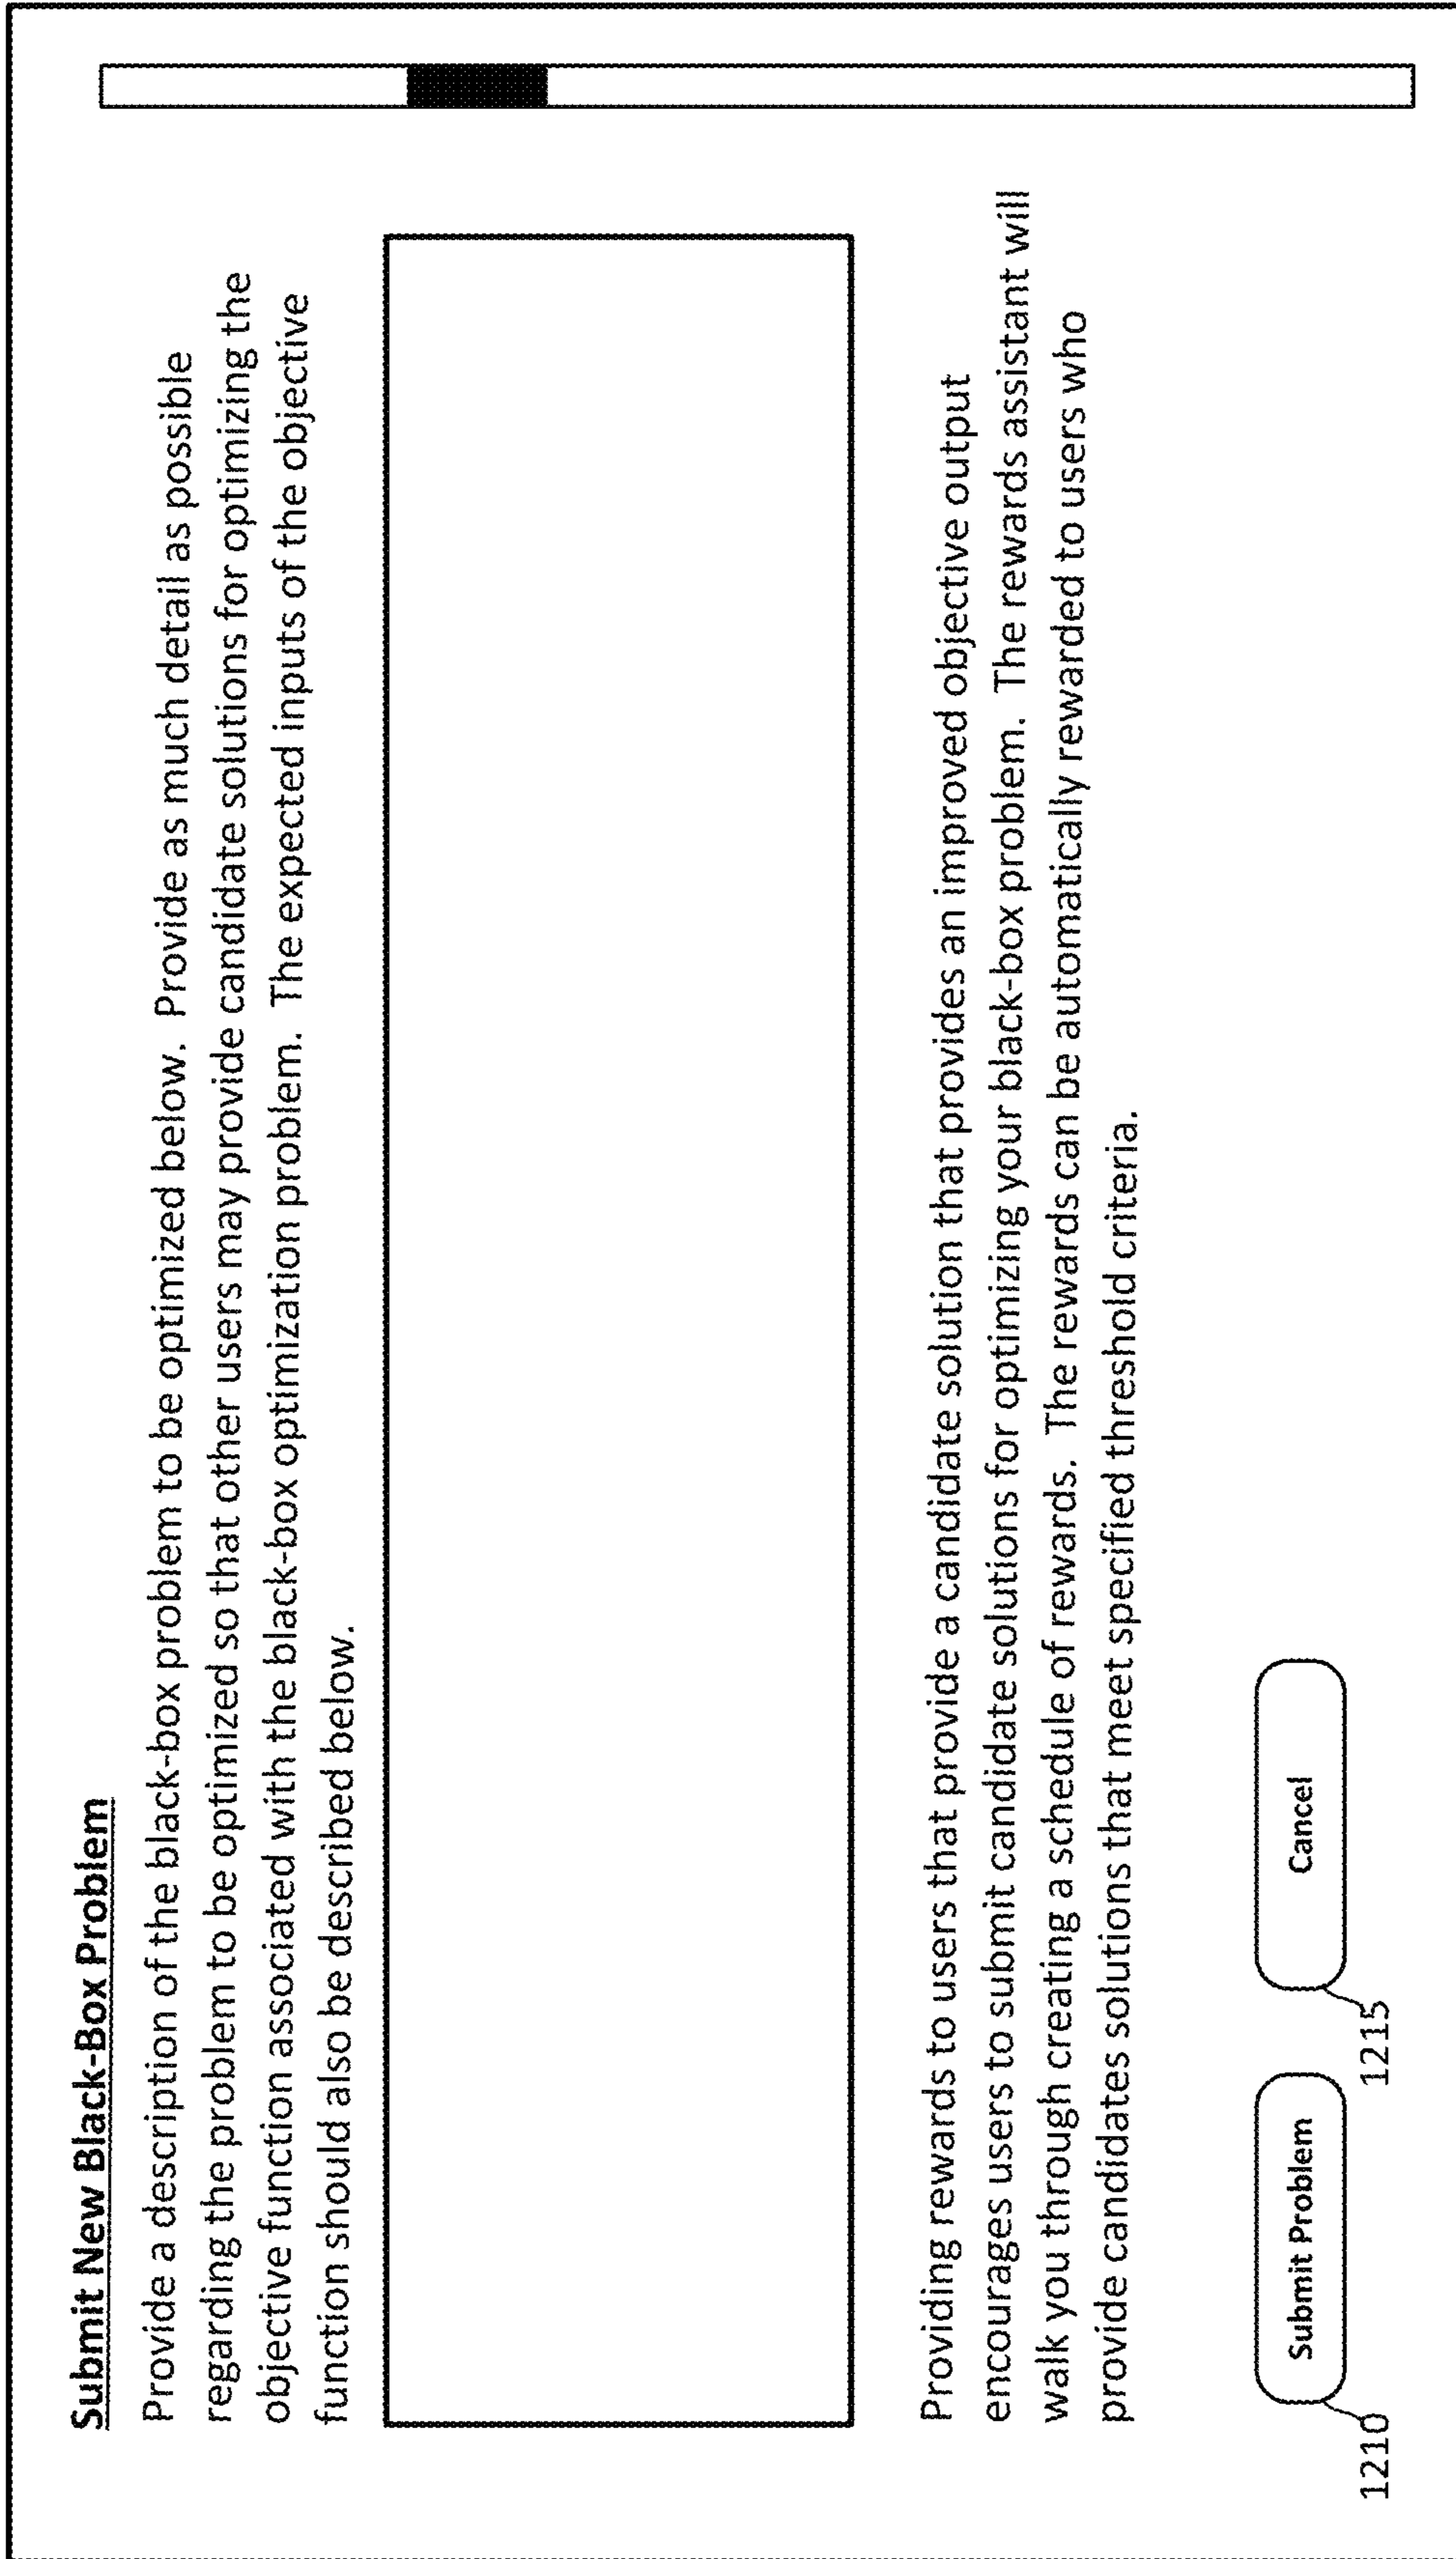 Submit New Black-Box Problem
Provide a description of the black-box problem to be optimized below.  Provide as much detail as possible
regarding the problem to be optimized so that other users may provide candidate solutions for optimizing the
objective function associated with the black-box optimization problem.  The expected inputs of the objective
function should also be described below.
Providing rewards to users that provide a candidate solution that provides an improved objective output
encourages users to submit candidate solutions for optimizing your black-box problem.  The rewards assistant will
walk you through creating a schedule of rewards.  The rewards can be automatically rewarded to users who
provide candidates solutions that meet specified threshold criteria.
Submit Problem
Cancel
1210
1215